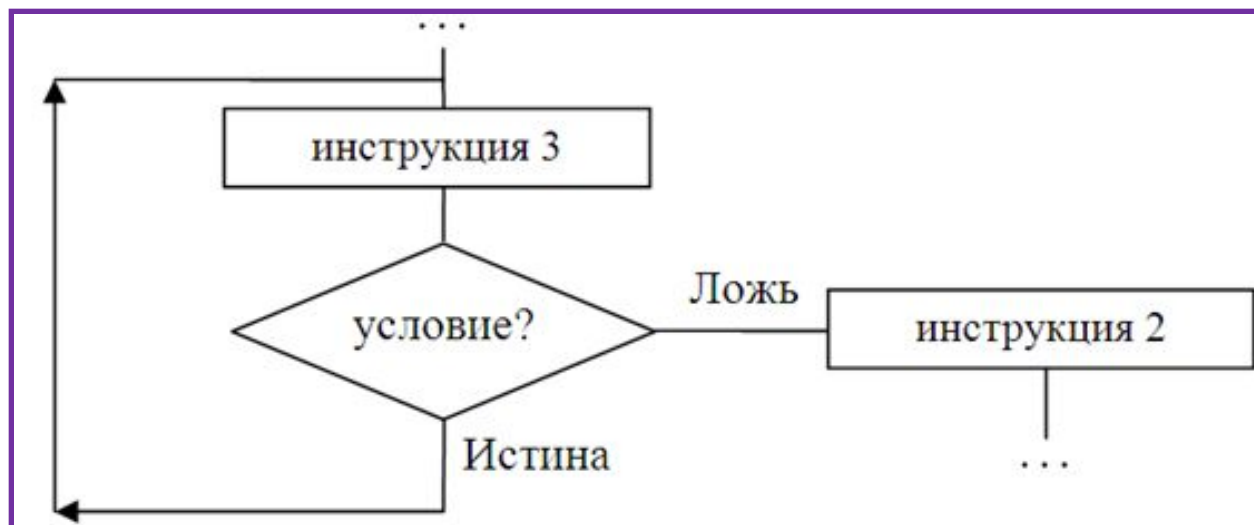 ...
инструкция 3
условие?
Ложь
инструкция 2
Истина
...